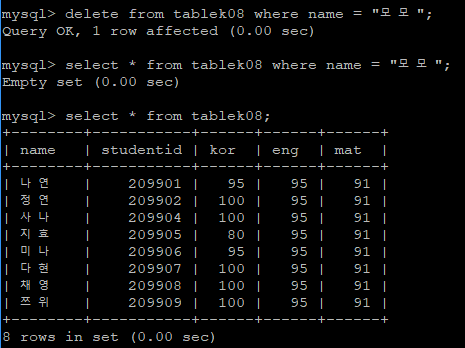 mysql> delete from tablek08 where name = "모모";
Query OK, 1 row affected (0.00 sec)
mysql> select * from tablek08 where name = "모모";
Empty set (0.00 sec)
mysql> select * from tablek08;
+--------+-----------+------+------+------+
| name   | studentid | kor  | eng  | mat  |
+--------+-----------+------+------+------+
| 나연   |    209901 |   95 |   95 |   91 |
| 정연   |    209902 |  100 |   95 |   91 |
| 사나   |    209904 |  100 |   95 |   91 |
| 지효   |    209905 |   80 |   95 |   91 |
| 미나   |    209906 |   95 |   95 |   91 |
| 다현   |    209907 |  100 |   95 |   91 |
| 채영   |    209908 |  100 |   95 |   91 |
| 쯔위   |    209909 |  100 |   95 |   91 |
+--------+-----------+------+------+------+
8 rows in set (0.00 sec)